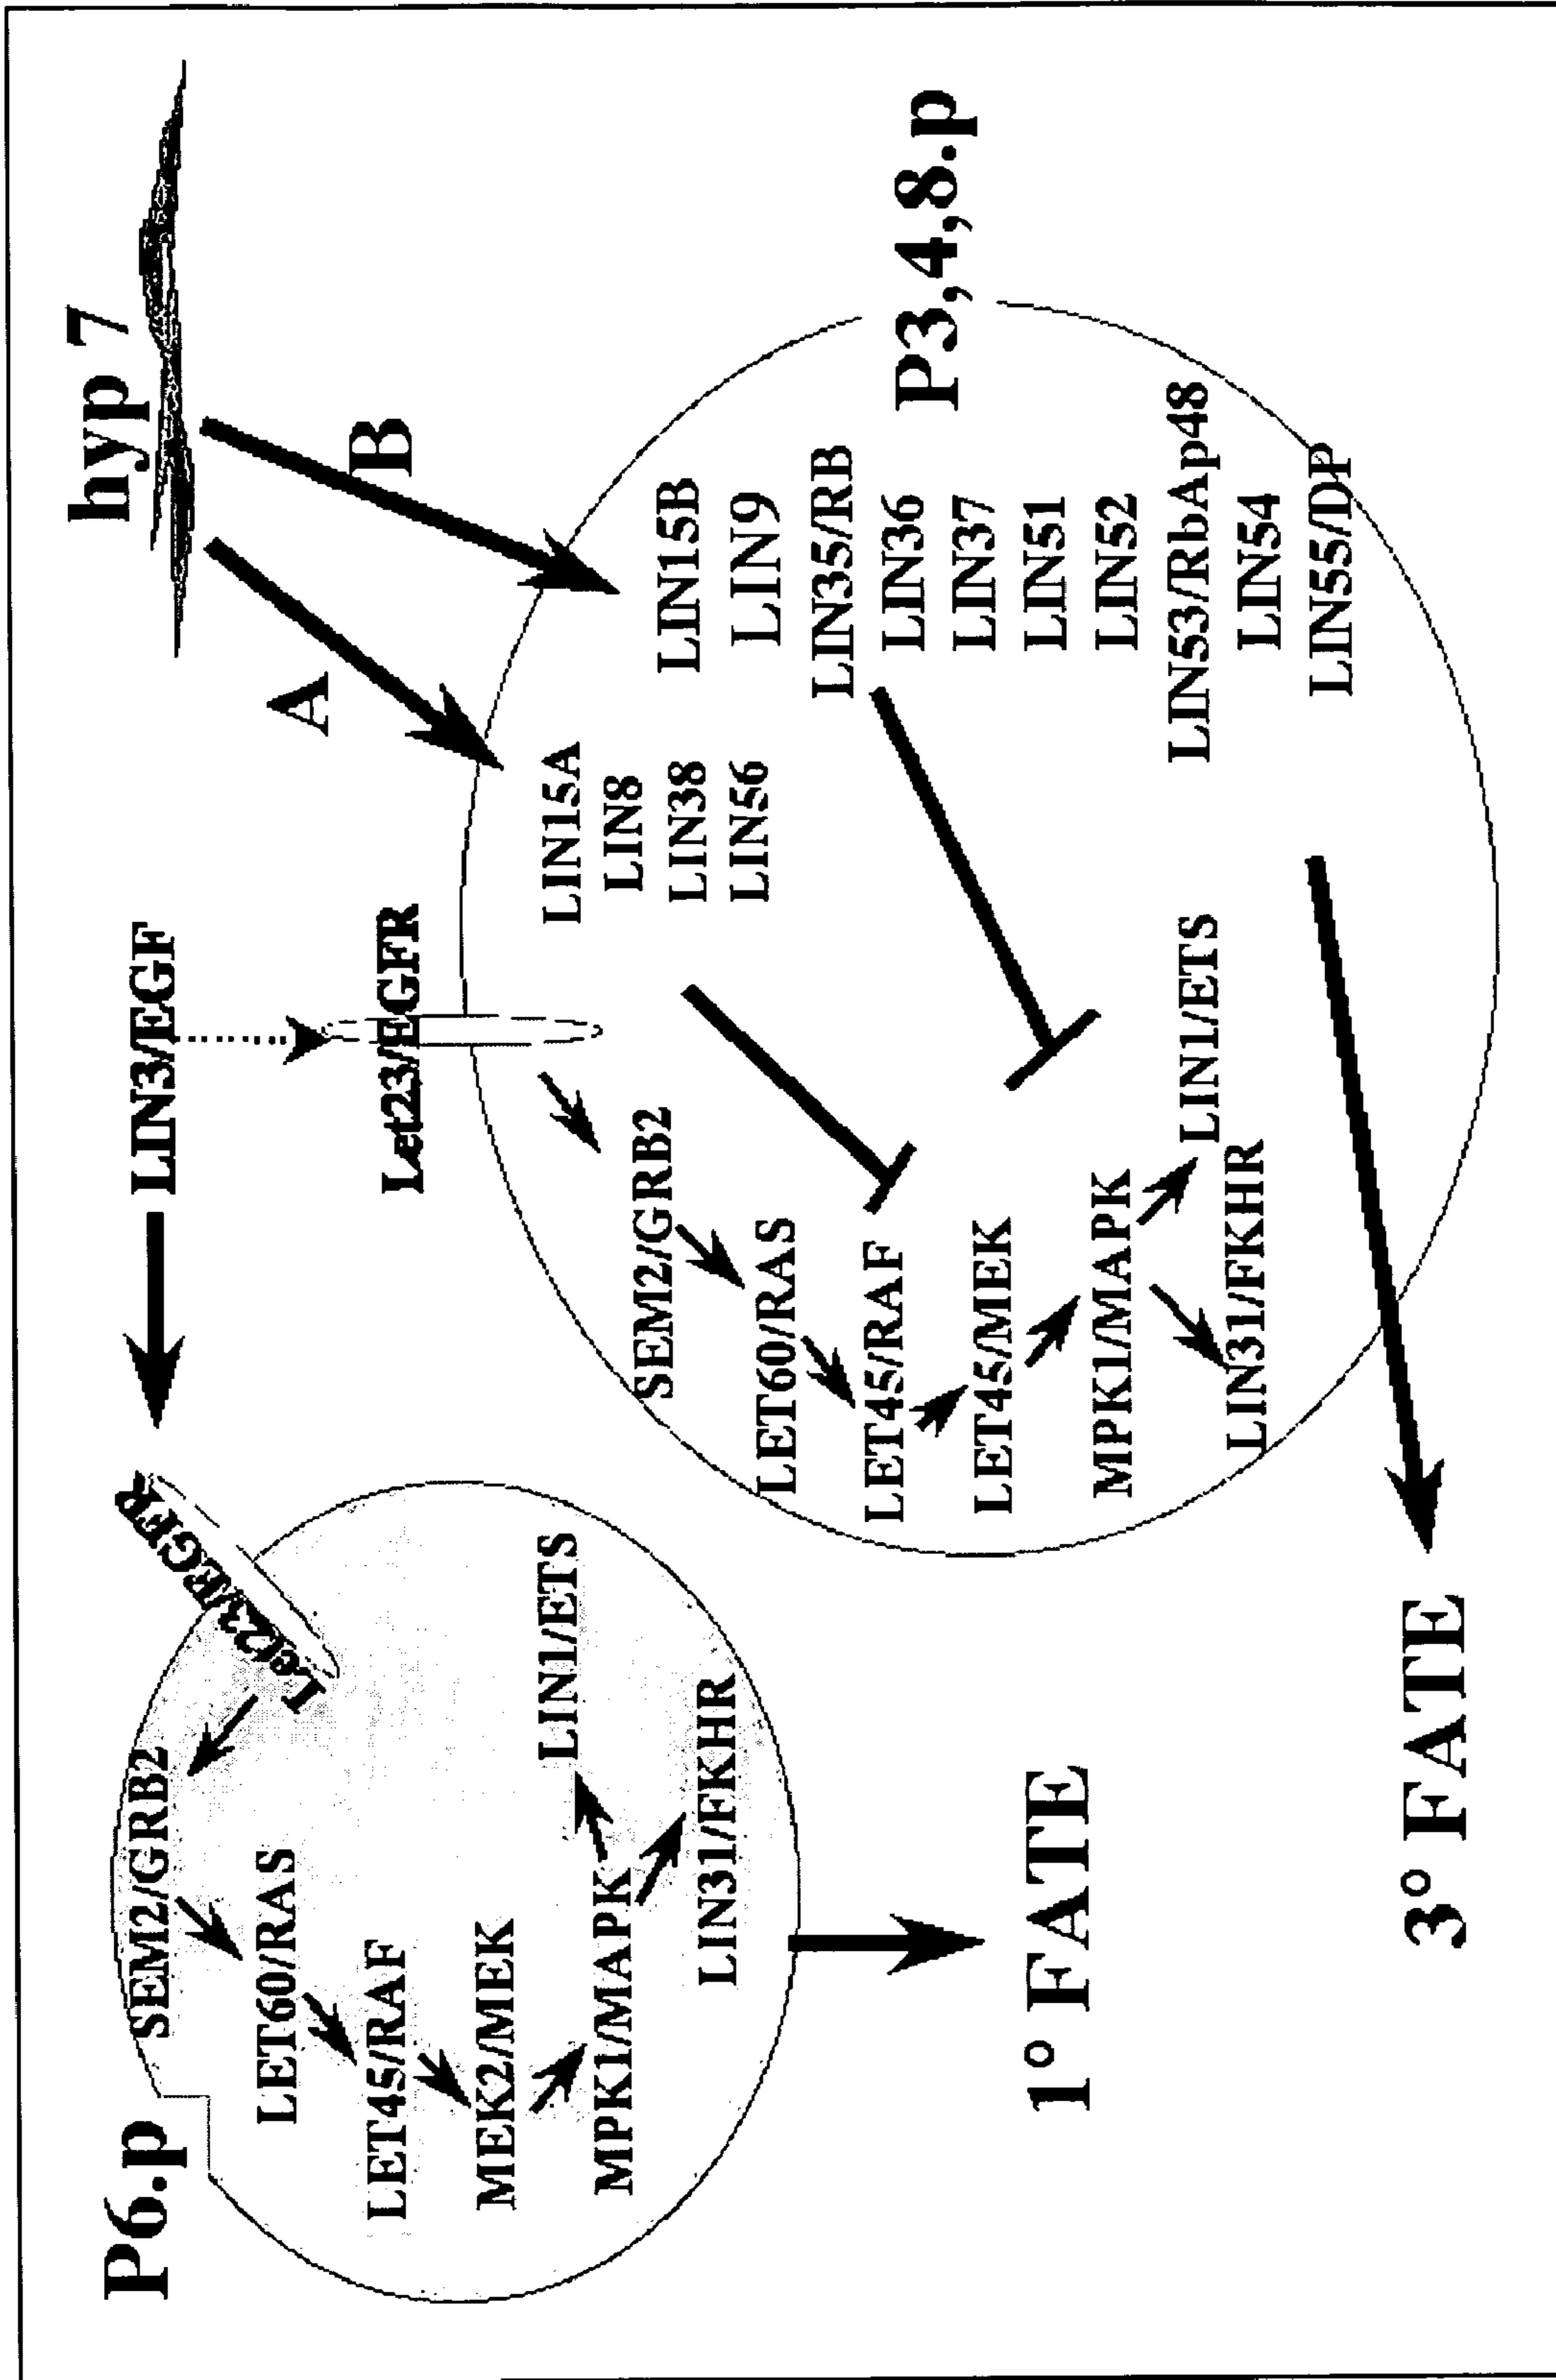 P6.p
LIN3/EGF
hyp 7
Let23/EGFR
SEM2/GRB2
LET60/RAS
LET45/RAF
MEK2/MEK
MPK1/MAPK
LIN1/ETS
LIN31/FKHR
1° FATE
Let23/EGFR
A
B
SEM2/GRB2
LET60/RAS
LET45/RAF
LET45/MEK
MPK1/MAPK
LIN1/ETS
LIN31/FKHR
LIN15A
LIN8
LIN38
LIN56
LIN15B
LIN9
LIN35/RB
LIN36
LIN37
LIN51
LIN52
LIN53/RbAp48
LIN54
LIN55/DP
P3,4,8.p
3° FATE